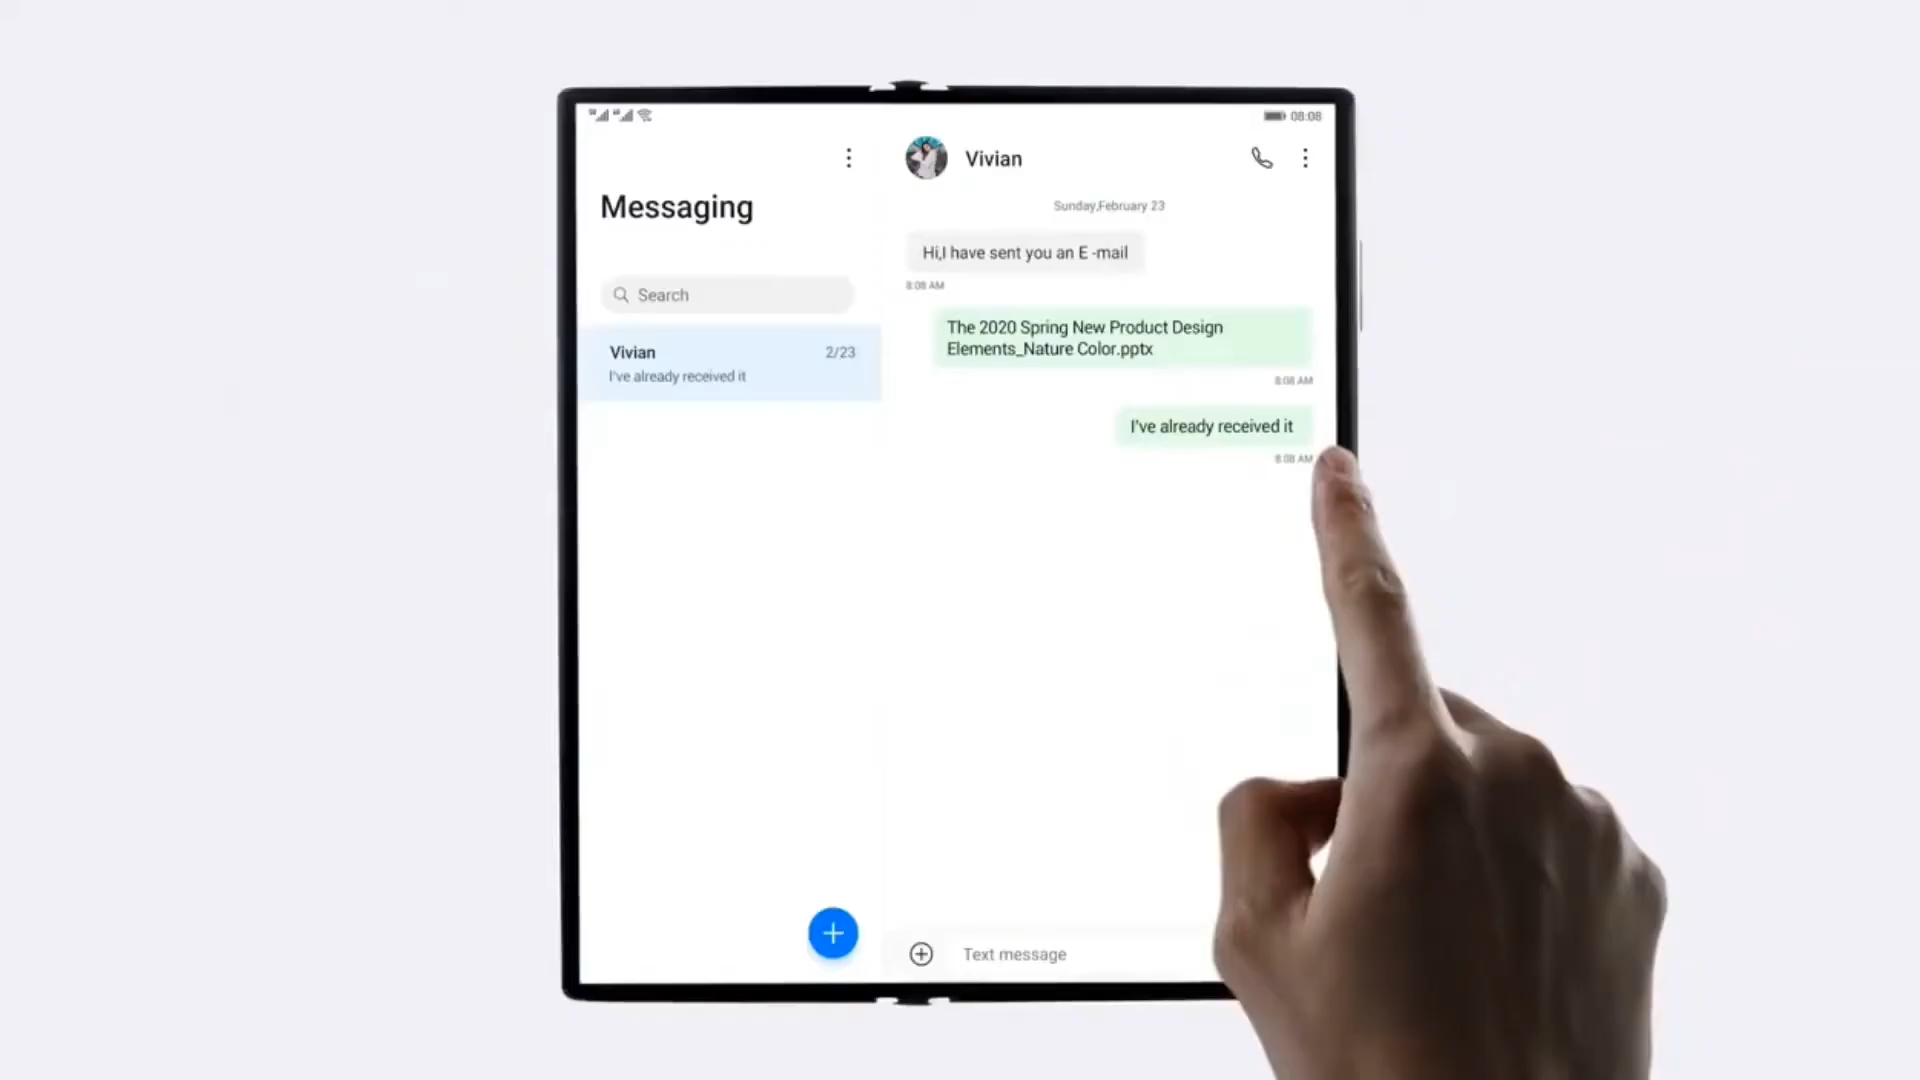 08:08
Messaging
Search
Vivian 2/23
I've already received it
Vivian
Sunday,February 23
Hi,I have sent you an E -mail
8:08 AM
The 2020 Spring New Product Design
Elements_Nature Color.pptx
8:08 AM
I've already received it
8:08 AM
Text message